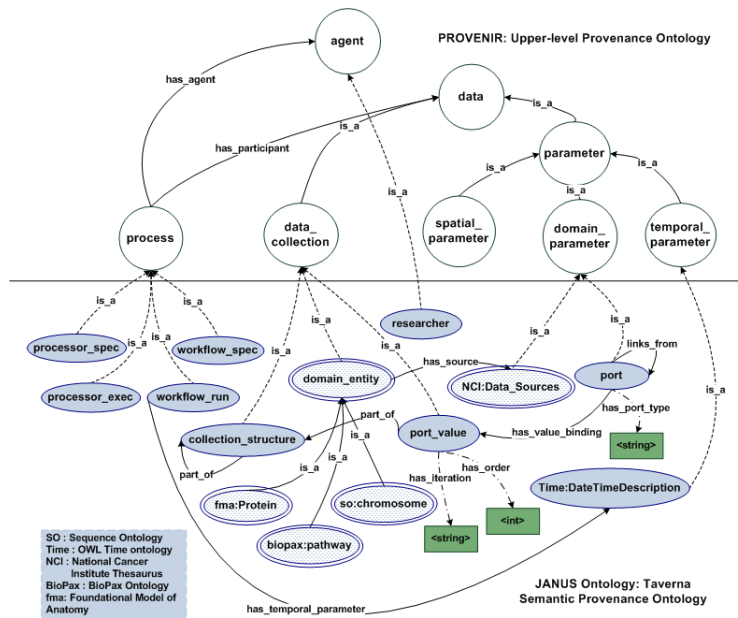 agent
PROVENIR: Upper-level Provenance Ontology
has_agent
data
is_a
is_a
has_participant
parameter
is_a
is_a
is_a
is_a
process
data_
collection
spatial_
parameter
domain_
parameter
temporal_
parameter
is_a
is_a
is_a
is_a
researcher
is_a
is_a
is_a
links_from
processor_spec
workflow_spec
is_a
has_source
domain_entity
NCI:Data_Sources
port
is_a
processor_exec
workflow_run
has_port_type
part_of
collection_structure
port_value
has_value_binding
<string>
part_of
is_a
is_a
is_a
has_order
has_iteration
fma:Protein
so:chromosome
Time:DateTimeDescription
<string>
<int>
biopax:pathway
SO : Sequence Ontology
Time : OWL Time ontology
NCI : National Cancer
Institute Thesaurus
BioPax : BioPax Ontology
fma: Foundational Model of
Anatomy
has_temporal_parameter
JANUS Ontology: Taverna
Semantic Provenance Ontology